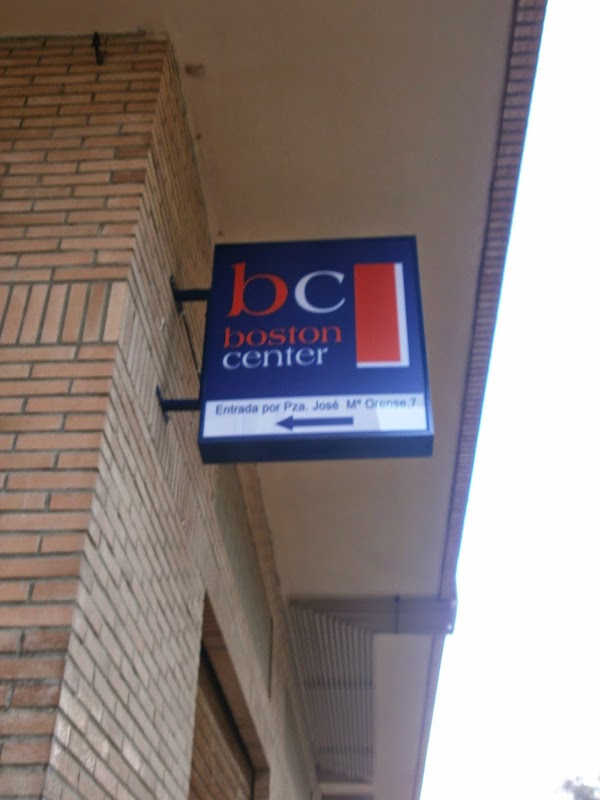 bc
boston
center
Entrada por Pza. José Mª Orense,7